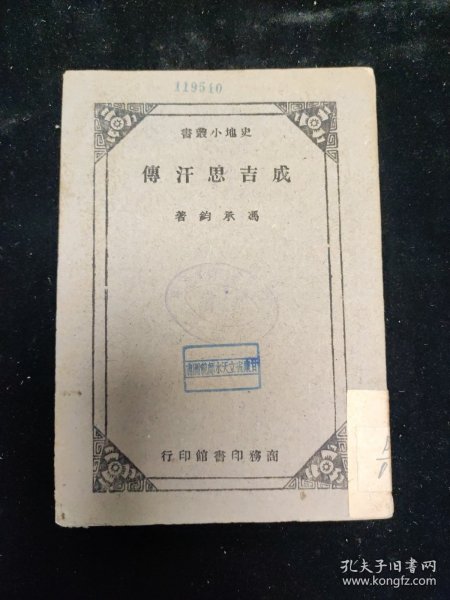 119510
史地小叢書
成吉思汗傳
馮承鈞著
商務印書館印行
孔夫子旧书网
www.kongfz.com